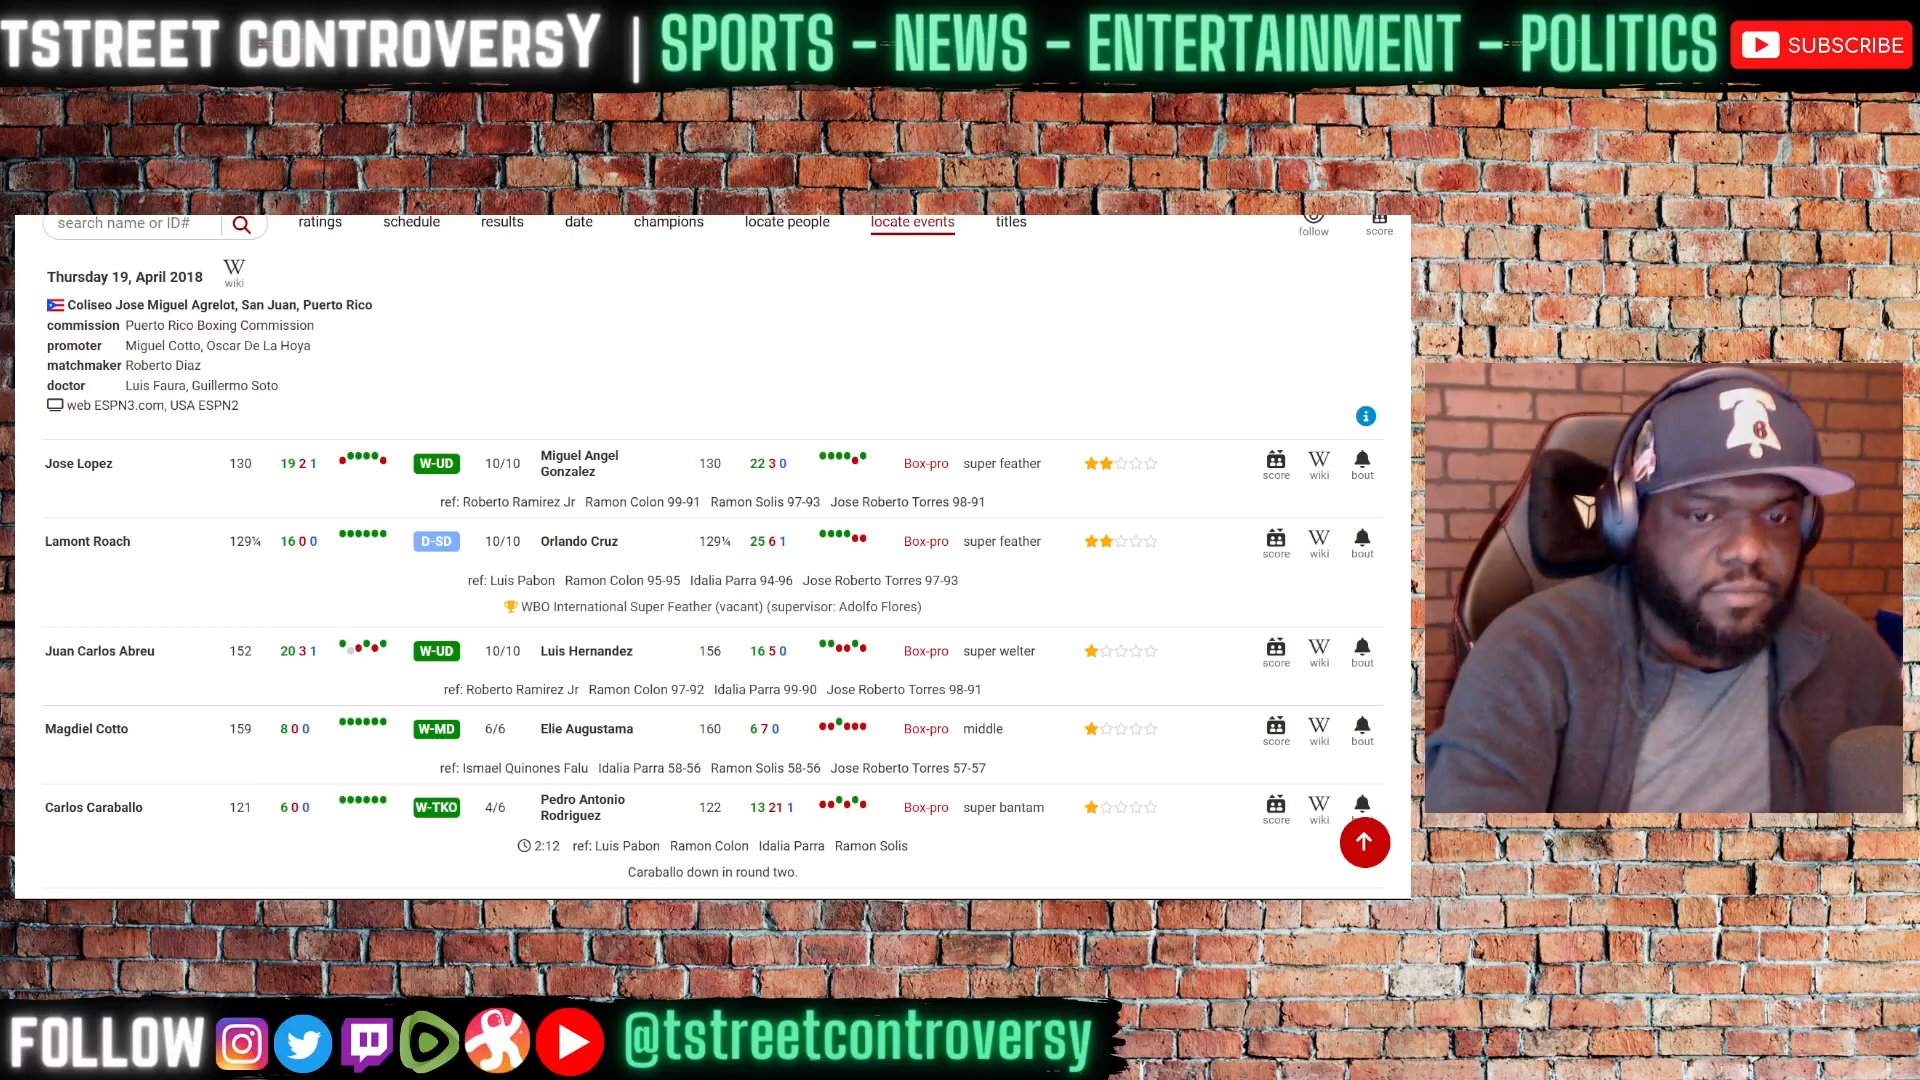 TSTREET CONTROVERSY | SPORTS – NEWS – ENTERTAINMENT – POLITICS SUBSCRIBE
search name or ID# ratings schedule results date champions locate people locate events titles follow score
Thursday 19, April 2018 W wiki
Coliseo Jose Miguel Agrelot, San Juan, Puerto Rico
commission Puerto Rico Boxing Commission
promoter Miguel Cotto, Oscar De La Hoya
matchmaker Roberto Diaz
doctor Luis Faura, Guillermo Soto
web ESPN3.com, USA ESPN2
i
Jose Lopez 130 19 2 1 W-UD 10/10 Miguel Angel Gonzalez 130 22 3 0 Box-pro super feather score W wiki bout
ref: Roberto Ramirez Jr Ramon Colon 99-91 Ramon Solis 97-93 Jose Roberto Torres 98-91
Lamont Roach 129¼ 16 0 0 D-SD 10/10 Orlando Cruz 129¼ 25 6 1 Box-pro super feather score W wiki bout
ref: Luis Pabon Ramon Colon 95-95 Idalia Parra 94-96 Jose Roberto Torres 97-93
WBO International Super Feather (vacant) (supervisor: Adolfo Flores)
Juan Carlos Abreu 152 20 3 1 W-UD 10/10 Luis Hernandez 156 16 5 0 Box-pro super welter score W wiki bout
ref: Roberto Ramirez Jr Ramon Colon 97-92 Idalia Parra 99-90 Jose Roberto Torres 98-91
Magdiel Cotto 159 8 0 0 W-MD 6/6 Elie Augustama 160 6 7 0 Box-pro middle score W wiki bout
ref: Ismael Quinones Falu Idalia Parra 58-56 Ramon Solis 58-56 Jose Roberto Torres 57-57
Carlos Caraballo 121 6 0 0 W-TKO 4/6 Pedro Antonio Rodriguez 122 13 21 1 Box-pro super bantam score W wiki
2:12 ref: Luis Pabon Ramon Colon Idalia Parra Ramon Solis
Caraballo down in round two.
FOLLOW @tstreetcontroversy